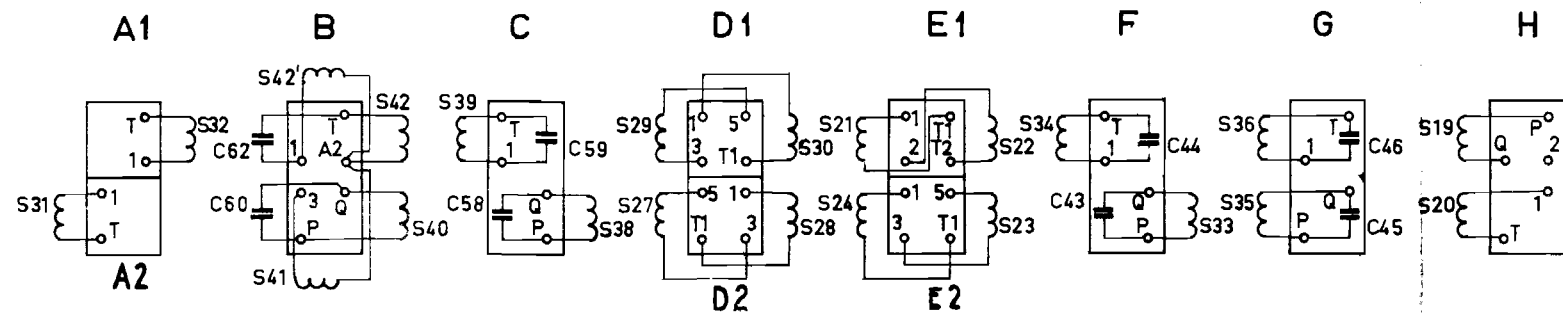 A1 B C D1 E1 F G H
S42'
S39
S42
T S32
C62 T
1 1 A2
T
1 C59
S29 1 5
3 T1 S30
S21 1 T1
2 T2 S22
S34 T
1 C44
S36 T
1 C46
S19 P
Q 2
S31 1
T
C60 3 Q
P S40
C58 Q
P S38
S27 5 1
T1 3 S28
S24 1 5
3 T1 S23
C43 Q
P S33
S35 Q
P C45
S20 1
T
S41
A2 D2 E2